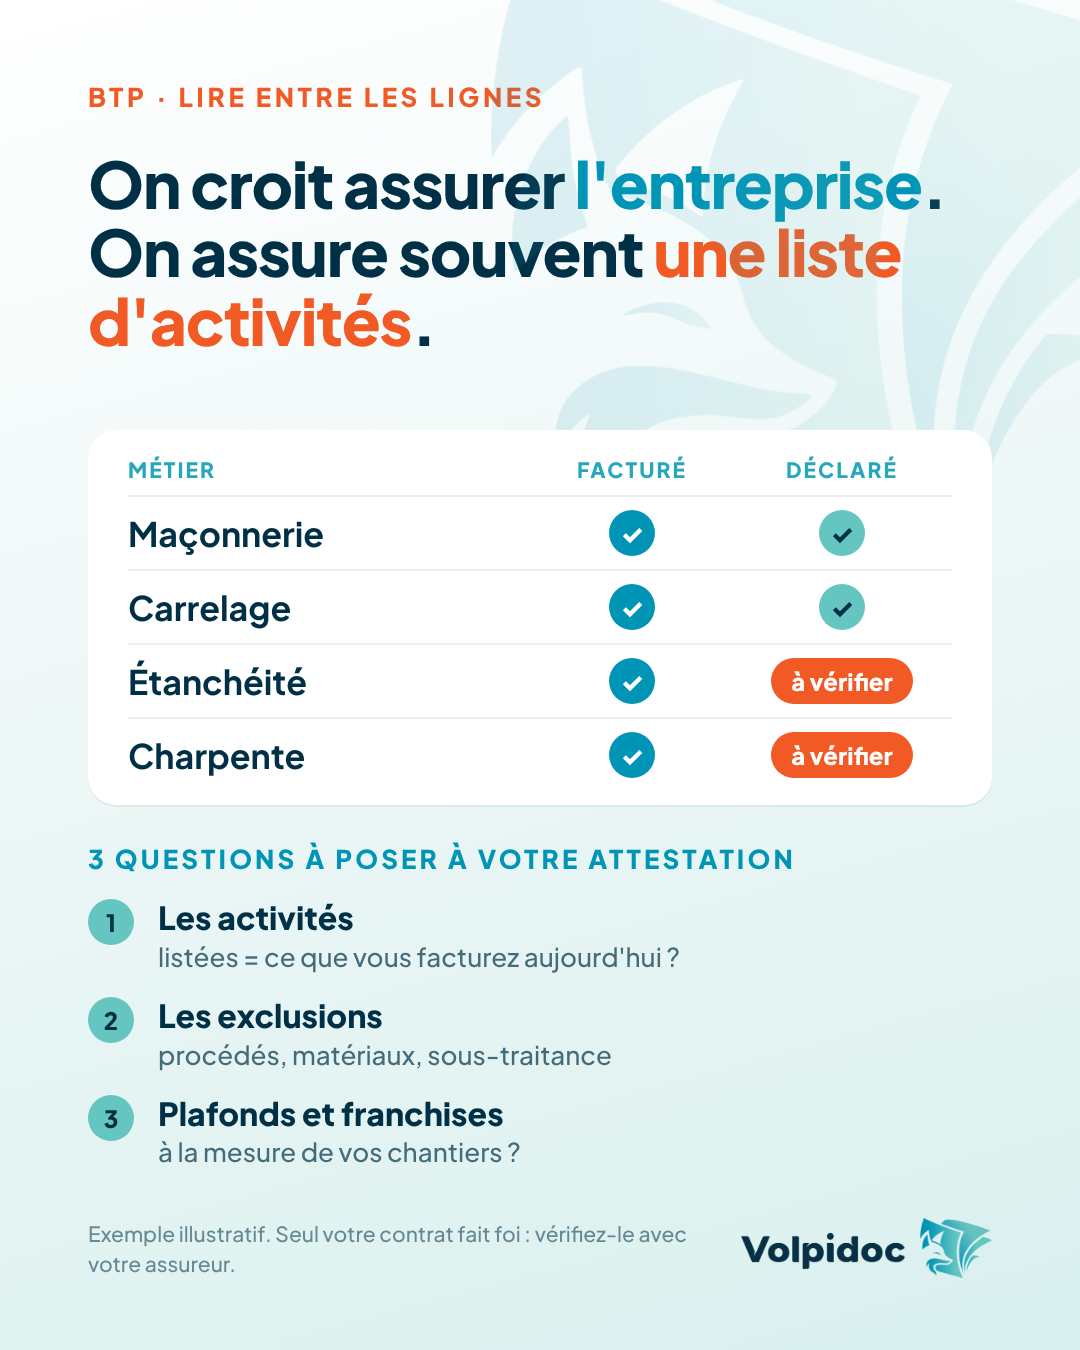 BTP · LIRE ENTRE LES LIGNES
On croit assurer l'entreprise.
On assure souvent une liste
d'activités.
MÉTIER FACTURÉ DÉCLARÉ
Maçonnerie
Carrelage
Étanchéité à vérifier
Charpente à vérifier
3 QUESTIONS À POSER À VOTRE ATTESTATION
1 Les activités
listées = ce que vous facturez aujourd'hui ?
2 Les exclusions
procédés, matériaux, sous-traitance
3 Plafonds et franchises
à la mesure de vos chantiers ?
Exemple illustratif. Seul votre contrat fait foi : vérifiez-le avec
votre assureur.
Volpidoc